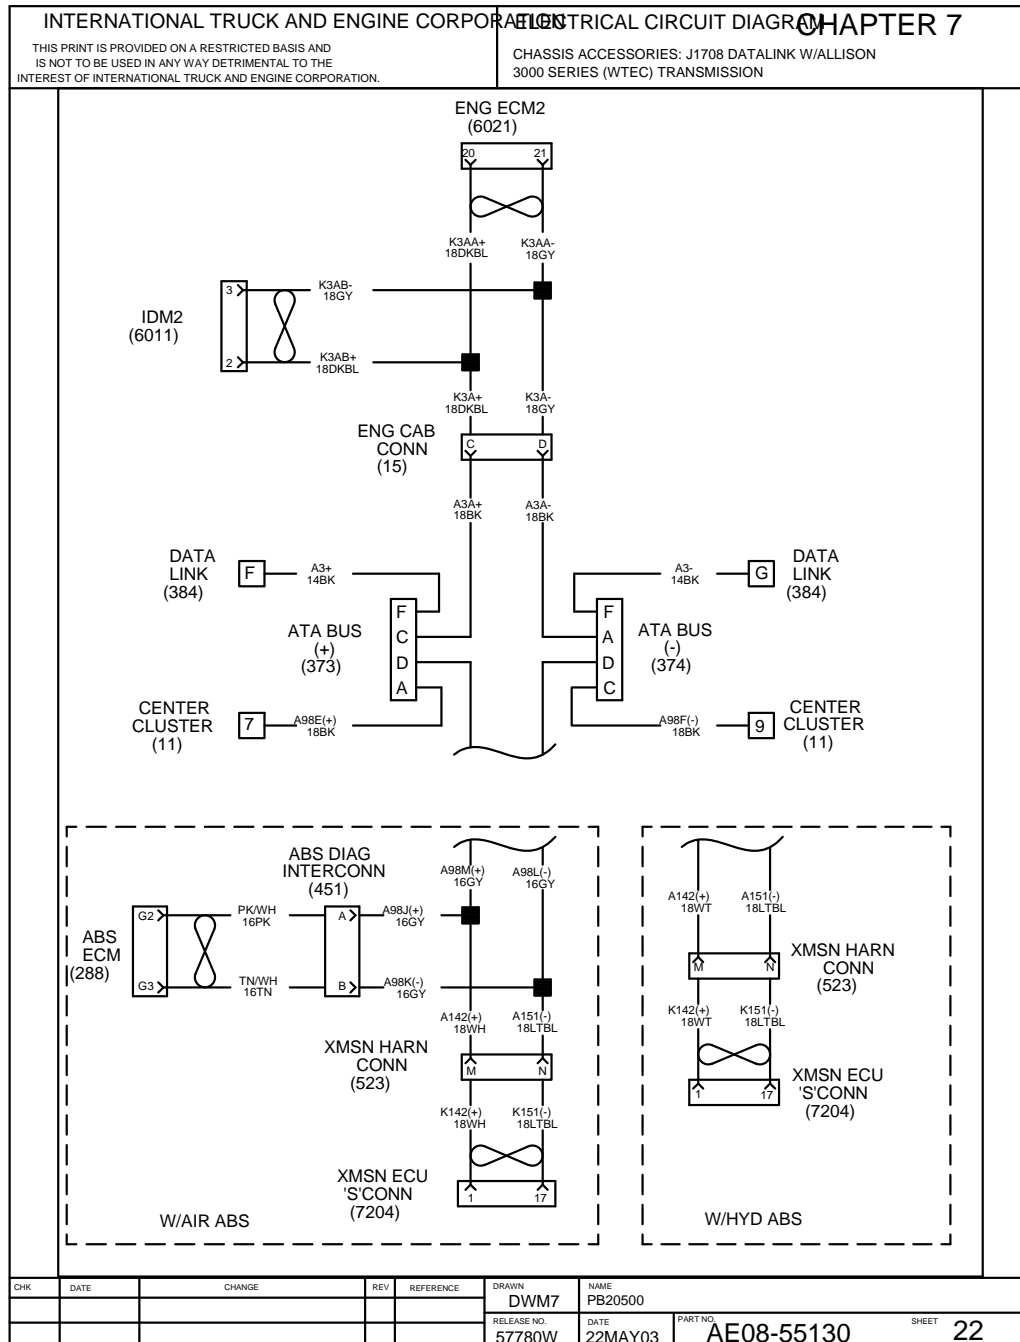 INTERNATIONAL TRUCK AND ENGINE CORPORATION
ELECTRICAL CIRCUIT DIAGRAM
CHAPTER 7
THIS PRINT IS PROVIDED ON A RESTRICTED BASIS AND
IS NOT TO BE USED IN ANY WAY DETRIMENTAL TO THE
INTEREST OF INTERNATIONAL TRUCK AND ENGINE CORPORATION.
CHASSIS ACCESSORIES: J1708 DATALINK W/ALLISON
3000 SERIES (WTEC) TRANSMISSION
ENG ECM2
(6021)
20 21
K3AA+
18DKBL
K3AA-
18GY
IDM2
(6011)
3
K3AB-
18GY
2
K3AB+
18DKBL
K3A+
18DKBL
K3A-
18GY
ENG CAB
CONN
(15)
C D
A3A+
18BK
A3A-
18BK
DATA
LINK
(384)
F
A3+
14BK
A3-
14BK
G
DATA
LINK
(384)
ATA BUS
(+)
(373)
F
C
D
A
F
A
D
C
ATA BUS
(-)
(374)
CENTER
CLUSTER
(11)
7
A98E(+)
18BK
A98F(-)
18BK
9
CENTER
CLUSTER
(11)
ABS DIAG
INTERCONN
(451)
A98M(+)
16GY
A98L(-)
16GY
ABS
ECM
(288)
G2
PK/WH
16PK
A
A98J(+)
16GY
G3
TN/WH
16TN
B
A98K(-)
16GY
A142(+)
18WH
A151(-)
18LTBL
XMSN HARN
CONN
(523)
M N
K142(+)
18WH
K151(-)
18LTBL
XMSN ECU
'S'CONN
(7204)
1 17
W/AIR ABS
A142(+)
18WT
A151(-)
18LTBL
XMSN HARN
CONN
(523)
M N
K142(+)
18WT
K151(-)
18LTBL
XMSN ECU
'S'CONN
(7204)
1 17
W/HYD ABS
CHK DATE CHANGE REV REFERENCE
DRAWN
DWM7
NAME
PB20500
RELEASE NO.
57780W
DATE
22MAY03
PART NO.
AE08-55130
SHEET 22